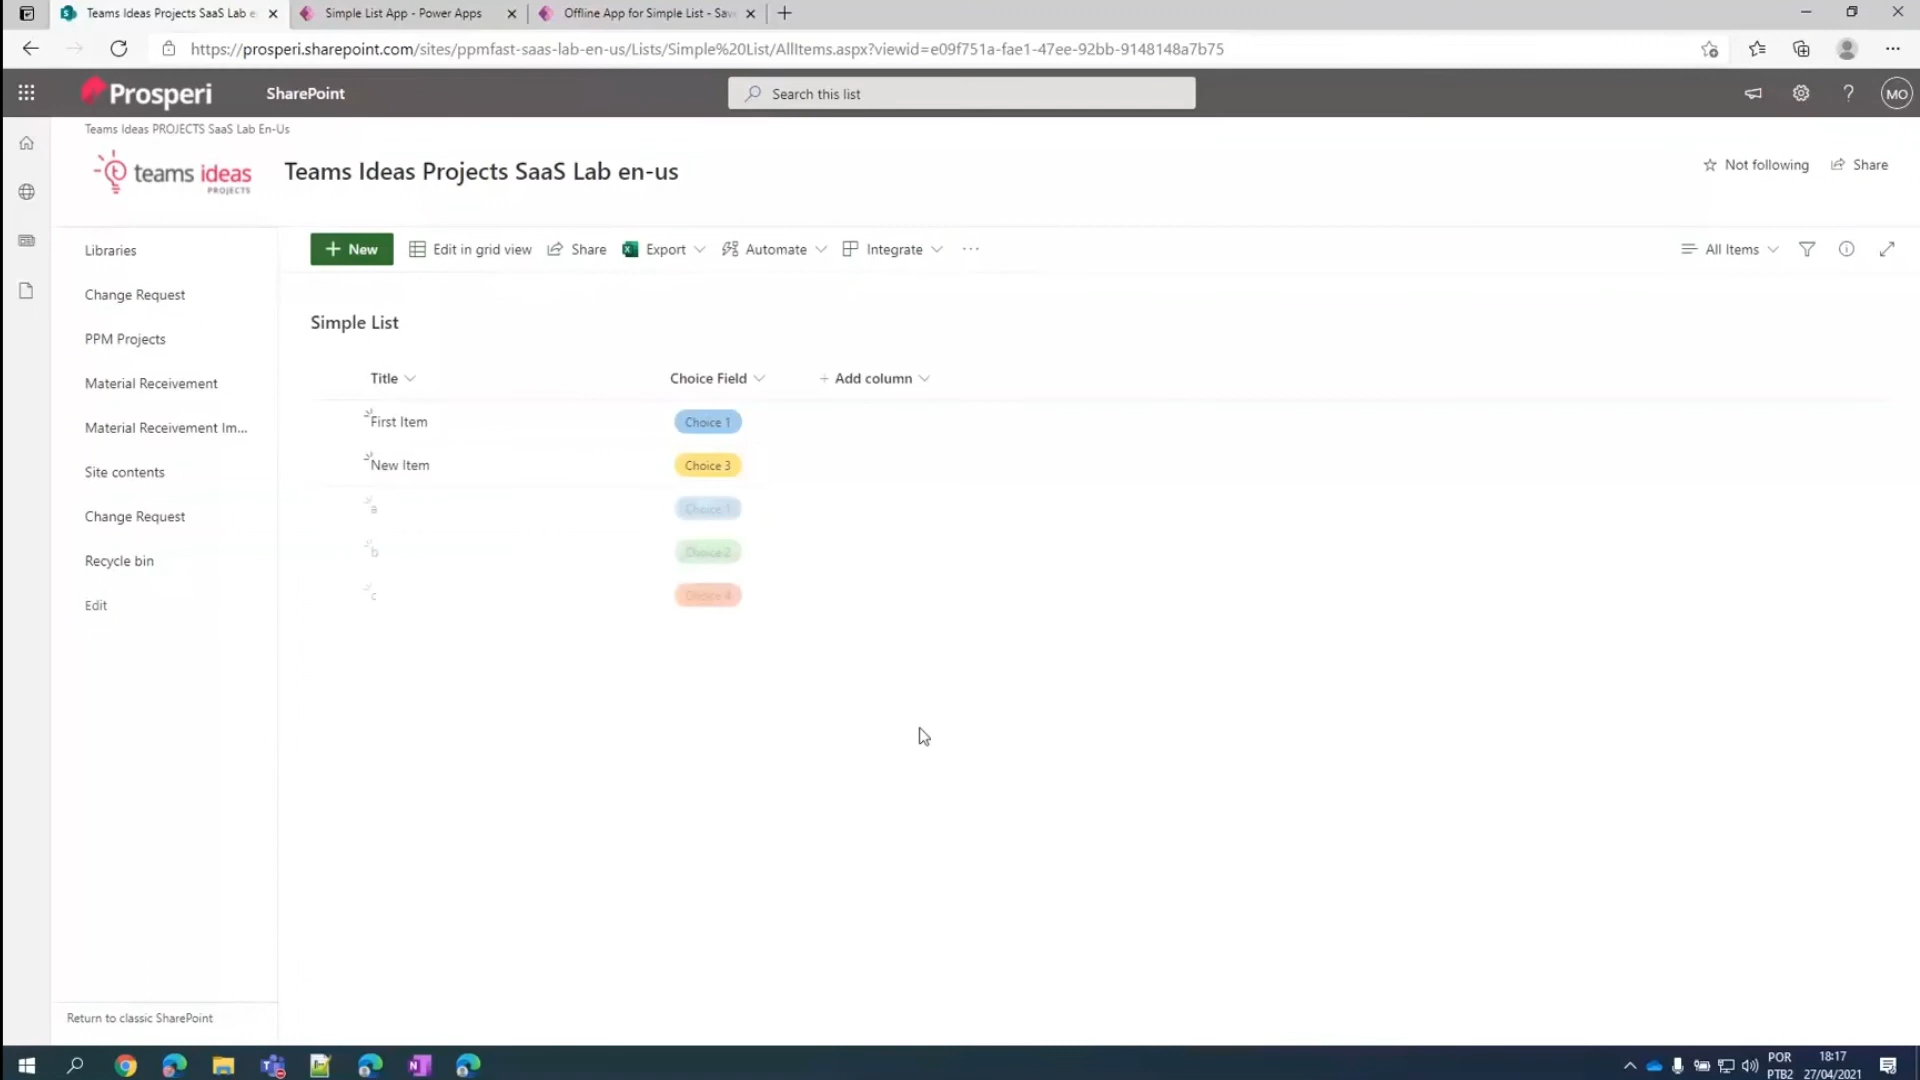 Teams Ideas Projects SaaS Lab e
Simple List App - Power Apps
Offline App for Simple List - Sav
https://prosperi.sharepoint.com/sites/ppmfast-saas-lab-en-us/Lists/Simple%20List/AllItems.aspx?viewid=e09f751a-fae1-47ee-92bb-9148148a7b75
Prosperi
SharePoint
Search this list
?
MO
Teams Ideas PROJECTS SaaS Lab En-Us
teams ideas
PROJECTS
Teams Ideas Projects SaaS Lab en-us
Not following
Share
Libraries
Change Request
PPM Projects
Material Receivement
Material Receivement Im...
Site contents
Change Request
Recycle bin
Edit
Return to classic SharePoint
+ New
Edit in grid view
Share
Export
Automate
Integrate
...
All Items
Simple List
Title
Choice Field
+ Add column
First Item
Choice 1
New Item
Choice 3
a
Choice 1
b
Choice 2
c
Choice 4
POR
PTB2
18:17
27/04/2021